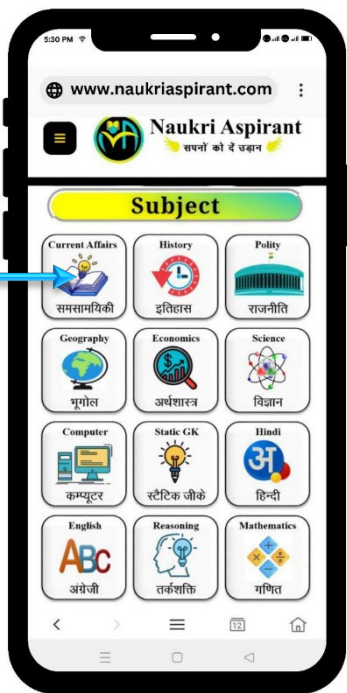 5:30 PM
www.naukriaspirant.com
Naukri Aspirant
सपनों को दें उड़ान
Subject
Current Affairs
समसामयिकी
History
इतिहास
Polity
राजनीति
Geography
भूगोल
Economics
अर्थशास्त्र
Science
विज्ञान
Computer
कम्प्यूटर
Static GK
स्टैटिक जीके
Hindi
अ
हिन्दी
English
ABC
अंग्रेजी
Reasoning
तर्कशक्ति
Mathematics
गणित
12